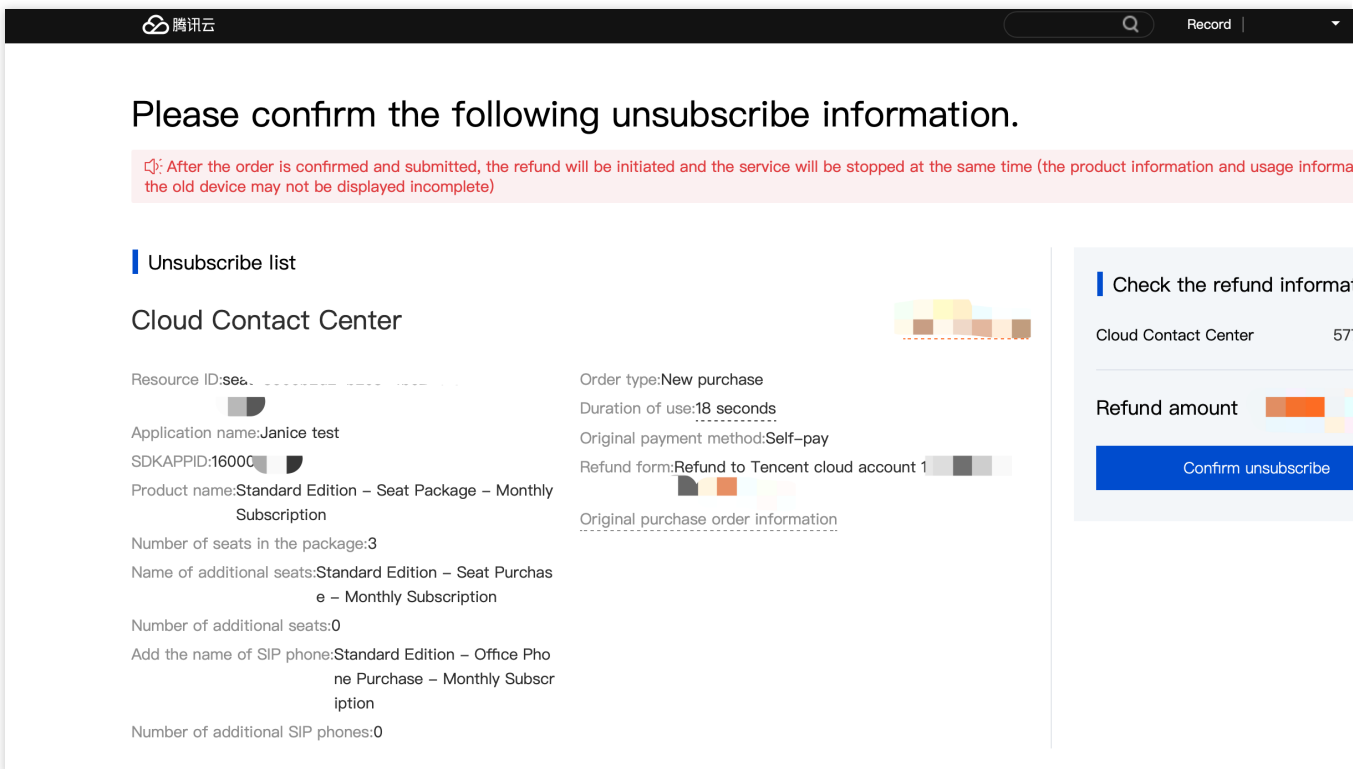 腾讯云
Record
Please confirm the following unsubscribe information.
After the order is confirmed and submitted, the refund will be initiated and the service will be stopped at the same time (the product information and usage informa
the old device may not be displayed incomplete)
Unsubscribe list
Cloud Contact Center
Resource ID:
Application name:Janice test
SDKAPPID:16000
Product name:Standard Edition – Seat Package – Monthly
Subscription
Number of seats in the package:3
Name of additional seats:Standard Edition – Seat Purchas
e – Monthly Subscription
Number of additional seats:0
Add the name of SIP phone:Standard Edition – Office Pho
ne Purchase – Monthly Subscr
iption
Number of additional SIP phones:0
Order type:New purchase
Duration of use:18 seconds
Original payment method:Self–pay
Refund form:Refund to Tencent cloud account 1
Original purchase order information
Check the refund informat
Cloud Contact Center 57
Refund amount
Confirm unsubscribe